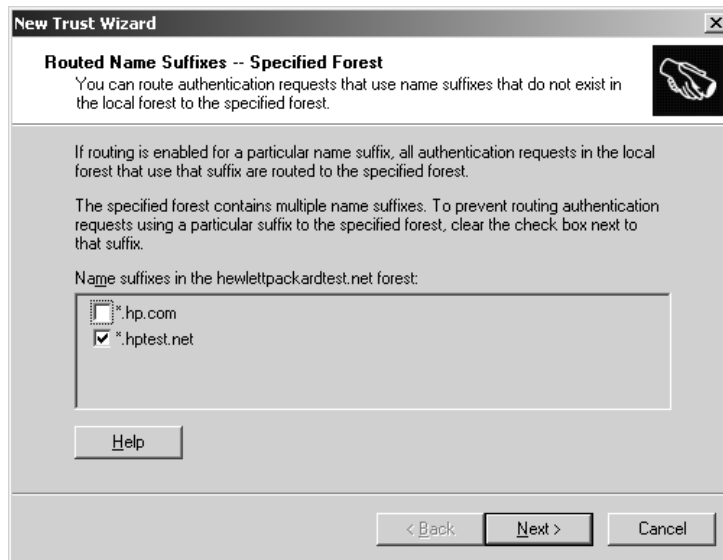 New Trust Wizard
Routed Name Suffixes -- Specified Forest
You can route authentication requests that use name suffixes that do not exist in
the local forest to the specified forest.
If routing is enabled for a particular name suffix, all authentication requests in the local
forest that use that suffix are routed to the specified forest.
The specified forest contains multiple name suffixes. To prevent routing authentication
requests using a particular suffix to the specified forest, clear the check box next to
that suffix.
Name suffixes in the hewlettpackardtest.net forest:
*.hp.com
*.hptest.net
Help
< Back
Next >
Cancel